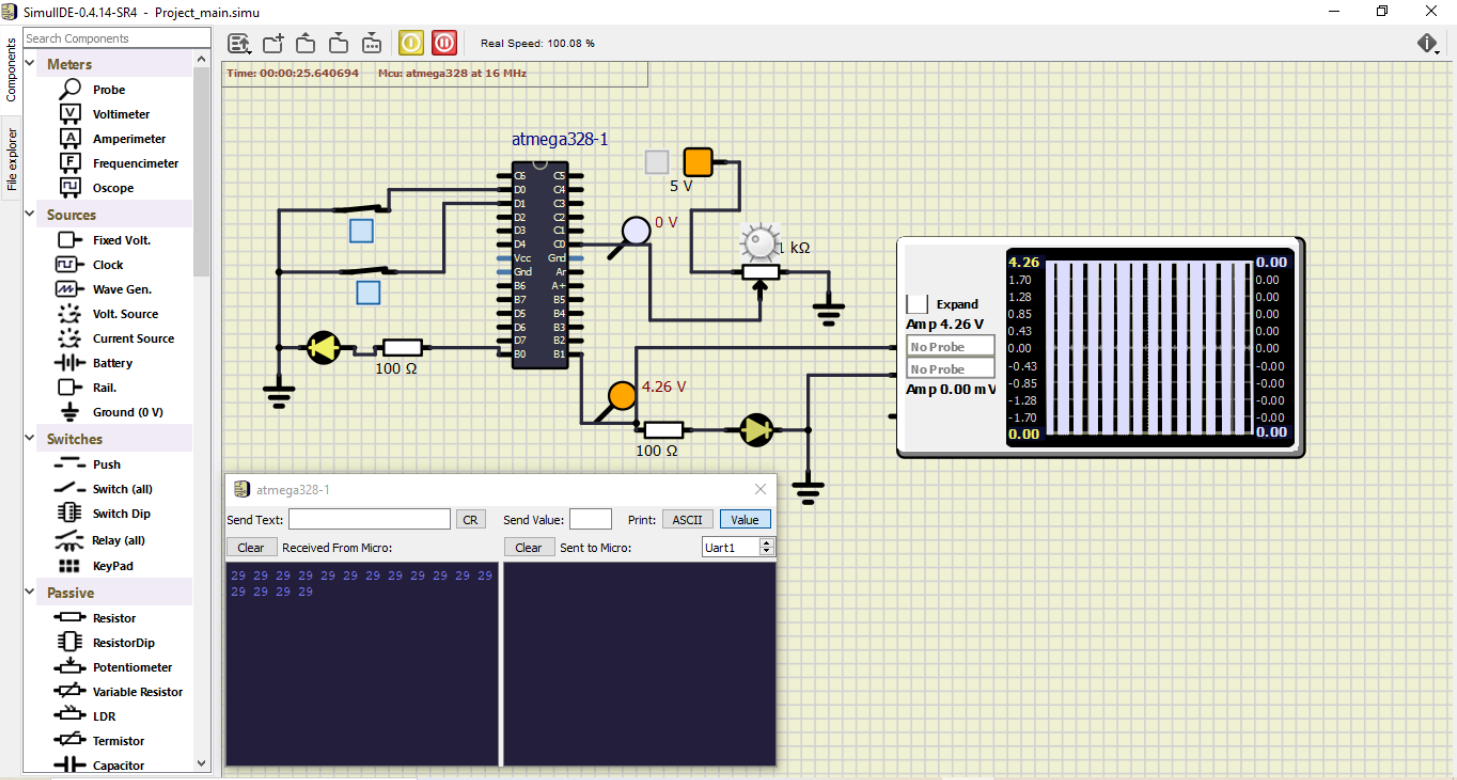 SimulIDE-0.4.14-SR4 - Project_main.simu
Components
File explorer
Search Components
Meters
Probe
Voltimeter
Amperimeter
Frequencimeter
Oscope
Sources
Fixed Volt.
Clock
Wave Gen.
Volt. Source
Current Source
Battery
Rail.
Ground (0 V)
Switches
Push
Switch (all)
Switch Dip
Relay (all)
KeyPad
Passive
Resistor
ResistorDip
Potentiometer
Variable Resistor
LDR
Termistor
Capacitor
Real Speed: 100.08 %
Time: 00:00:25.640694 Mcu: atmega328 at 16 MHz
atmega328-1
C6 C5
D0 C4
D1 C3
D2 C2
D3 C1
D4 C0
Vcc Gnd
Gnd Ar
B6 A+
B7 B5
D5 B4
D6 B3
D7 B2
B0 B1
5 V
0 V
1 kΩ
100 Ω
4.26 V
100 Ω
Expand
Amp 4.26 V
No Probe
No Probe
Amp 0.00 mV
4.26 0.00
1.70 0.00
1.28 0.00
0.85 0.00
0.43 0.00
0.00 0.00
-0.43 -0.00
-0.85 -0.00
-1.28 -0.00
-1.70 -0.00
0.00 0.00
atmega328-1
Send Text: CR Send Value: Print: ASCII Value
Clear Received From Micro: Clear Sent to Micro: Uart1
29 29 29 29 29 29 29 29 29 29 29 29
29 29 29 29